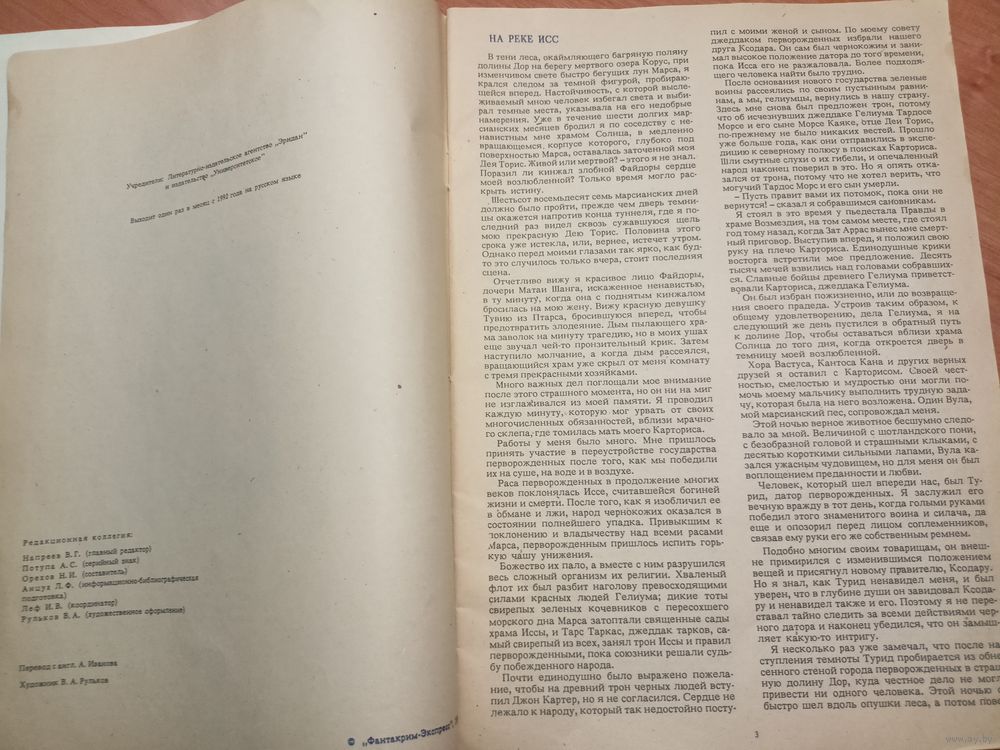 Учредители: Литературно-издательское агентство „Эридан"
и издательство „Университетское"
Выходит один раз в месяц с 1992 года на русском языке
Редакционная коллегия:
Напреев В.Г. (главный редактор)
Потупа А.С. (серийный знак)
Орехов Н.И. (составитель)
Анцух Л.Ф. (информационно-библиографическая
подготовка)
Леф И.В. (координатор)
Рульков В.А. (художественное оформление)
Перевод с англ. А. Иванова
Художник В.А. Рульков
© „Фантакрим-Экспресс",
НА РЕКЕ ИСС
В тени леса, окаймляющего багряную поляну
долины Дор на берегу мертвого озера Корус, при
изменчивом свете быстро бегущих лун Марса, я
крался следом за темной фигурой, пробираю-
щейся вперед. Настойчивость, с которой высле-
живаемый мною человек избегал света и выби-
рал темные места, указывала на его недобрые
намерения. Уже в течение шести долгих мар-
сианских месяцев бродил я по соседству с не-
навистным мне храмом Солнца, в медленно
вращающемся, корпусе которого, глубоко под
поверхностью Марса, оставалась заточенной моя
Дея Торис. Живой или мертвой? – этого я не знал.
Поразил ли кинжал злобной Файдоры сердце
моей возлюбленной? Только время могло рас-
крыть истину.
Шестьсот восемьдесят семь марсианских дней
должно было пройти, прежде чем дверь темни-
цы окажется напротив конца туннеля, где я по-
следний раз видел сквозь сужавшуюся щель
мою прекрасную Дею Торис. Половина этого
срока уже истекла, или, вернее, истечет утром.
Однако перед моими глазами так ярко, как буд-
то это случилось только вчера, стоит последняя
сцена.
Отчетливо вижу я красивое лицо Файдоры,
дочери Матаи Шанга, искаженное ненавистью,
в ту минуту, когда она с поднятым кинжалом
бросилась на мою жену. Вижу красную девушку
Тувию из Птарса, бросившуюся вперед, чтобы
предотвратить злодеяние. Дым пылающего хра-
ма заволок на минуту трагедию, но в моих ушах
еще звучал чей-то пронзительный крик. Затем
наступило молчание, а когда дым рассеялся,
вращающийся храм уже скрыл от меня комнату
с тремя прекрасными хозяйками.
Много важных дел поглощали мое внимание
после этого страшного момента, но он ни на миг
не изглаживался из моей памяти. Я проводил
каждую минуту, которую мог урвать от своих
многочисленных обязанностей, вблизи мрачно-
го склепа, где томилась мать моего Карториса.
Работы у меня было много. Мне пришлось
принять участие в переустройстве государства
перворожденных после того, как мы победили
их на суше, на воде и в воздухе.
Раса перворожденных в продолжение многих
веков поклонялась Иссе, считавшейся богиней
жизни и смерти. После того, как я изобличил ее
в обмане и лжи, народ чернокожих оказался в
состоянии полнейшего упадка. Привыкшим к
поклонению и владычеству над всеми расами
Марса, перворожденным пришлось испить горь-
кую чашу унижения.
Божество их пало, а вместе с ним разрушился
весь сложный организм их религии. Хваленый
флот их был разбит наголову превосходящими
силами красных людей Гелиума; дикие тоты
свирепых зеленых кочевников с пересохшего
морского дна Марса затоптали священные сады
храма Иссы, и Тарс Таркас, джеддак тарков, са-
мый свирепый из всех, занял трон Иссы и правил
перворожденными, пока союзники решали судь-
бу побежденного народа.
Почти единодушно было выражено пожела-
ние, чтобы на древний трон черных людей всту-
пил Джон Картер, но я не согласился. Сердце не
лежало к народу, который так недостойно посту-
пил с моими женой и сыном. По моему совету
джеддаком перворожденных избрали нашего
друга Ксодара. Он сам был чернокожим и зани-
мал высокое положение датора до того времени,
пока Исса его не разжаловала. Более подходя-
щего человека найти было трудно.
После основания нового государства зеленые
воины рассеялись по своим пустынным равни-
нам, а мы, гелиумцы, вернулись в нашу страну.
Здесь мне снова был предложен трон, потому
что об исчезнувших джеддаке Гелиума Тардосе
Морсе и его сыне Морсе Каяке, отце Деи Торис,
по-прежнему не было никаких вестей. Прошло
уже больше года, как они отправились в экспе-
дицию к северному полюсу в поисках Карториса.
Шли смутные слухи о их гибели, и опечаленный
народ наконец поверил в это. Но я опять отка-
зался от трона, потому что не хотел верить, что
могучий Тардос Морс и его сын умерли.
– Пусть правит вами их потомок, пока они не
вернутся! – сказал я собравшимся сановникам.
Я стоял в это время у пьедестала Правды в
храме Возмездия, на том самом месте, где стоял
год тому назад, когда Зат Аррас вынес мне смерт-
ный приговор. Выступив вперед, я положил свою
руку на плечо Карториса. Единодушные крики
восторга встретили мое предложение. Десять
тысяч мечей взвились над головами собравших-
ся. Славные бойцы древнего Гелиума приветст-
вовали Карториса, джеддака Гелиума.
Он был избран пожизненно, или до возвраще-
ния своего прадеда. Устроив таким образом, к
общему удовлетворению, дела Гелиума, я на
следующий же день пустился в обратный путь
к долине Дор, чтобы оставаться вблизи храма
Солнца до того дня, когда откроется дверь в
темницу моей возлюбленной.
Хора Вастуса, Кантоса Кана и других верных
друзей я оставил с Карторисом. Своей чест-
ностью, смелостью и мудростью они могли по-
мочь моему мальчику выполнить трудную зада-
чу, которая была на него возложена. Один Вула,
мой марсианский пес, сопровождал меня.
Этой ночью верное животное бесшумно следо-
вало за мной. Величиной с шотландского пони,
с безобразной головой и страшными клыками, с
десятью короткими сильными лапами, Вула ка-
зался ужасным чудовищем, но для меня он был
воплощением преданности и любви.
Человек, который шел впереди нас, был Ту-
рид, датор перворожденных. Я заслужил его
вечную вражду в тот день, когда голыми руками
победил этого знаменитого воина и силача, да
еще и опозорил перед лицом соплеменников,
связав ему руки его же собственным ремнем.
Подобно многим своим товарищам, он внеш-
не примирился с изменившимся положением
вещей и присягнул новому правителю, Ксодару.
Но я знал, как Турид ненавидел меня, и был
уверен, что в глубине души он завидовал Ксода-
ру и ненавидел также и его. Поэтому я не пере-
ставал тайно следить за всеми действиями чер-
ного датора и наконец убедился, что он замыш-
ляет какую-то интригу.
Я несколько раз уже замечал, что после на-
ступления темноты Турид пробирается из обне-
сенного стеной города перворожденных в страш-
ную долину Дор, куда честное дело не могл
привести ни одного человека. Этой ночью о
быстро шел вдоль опушки леса, а потом пове
3
www.ay.by